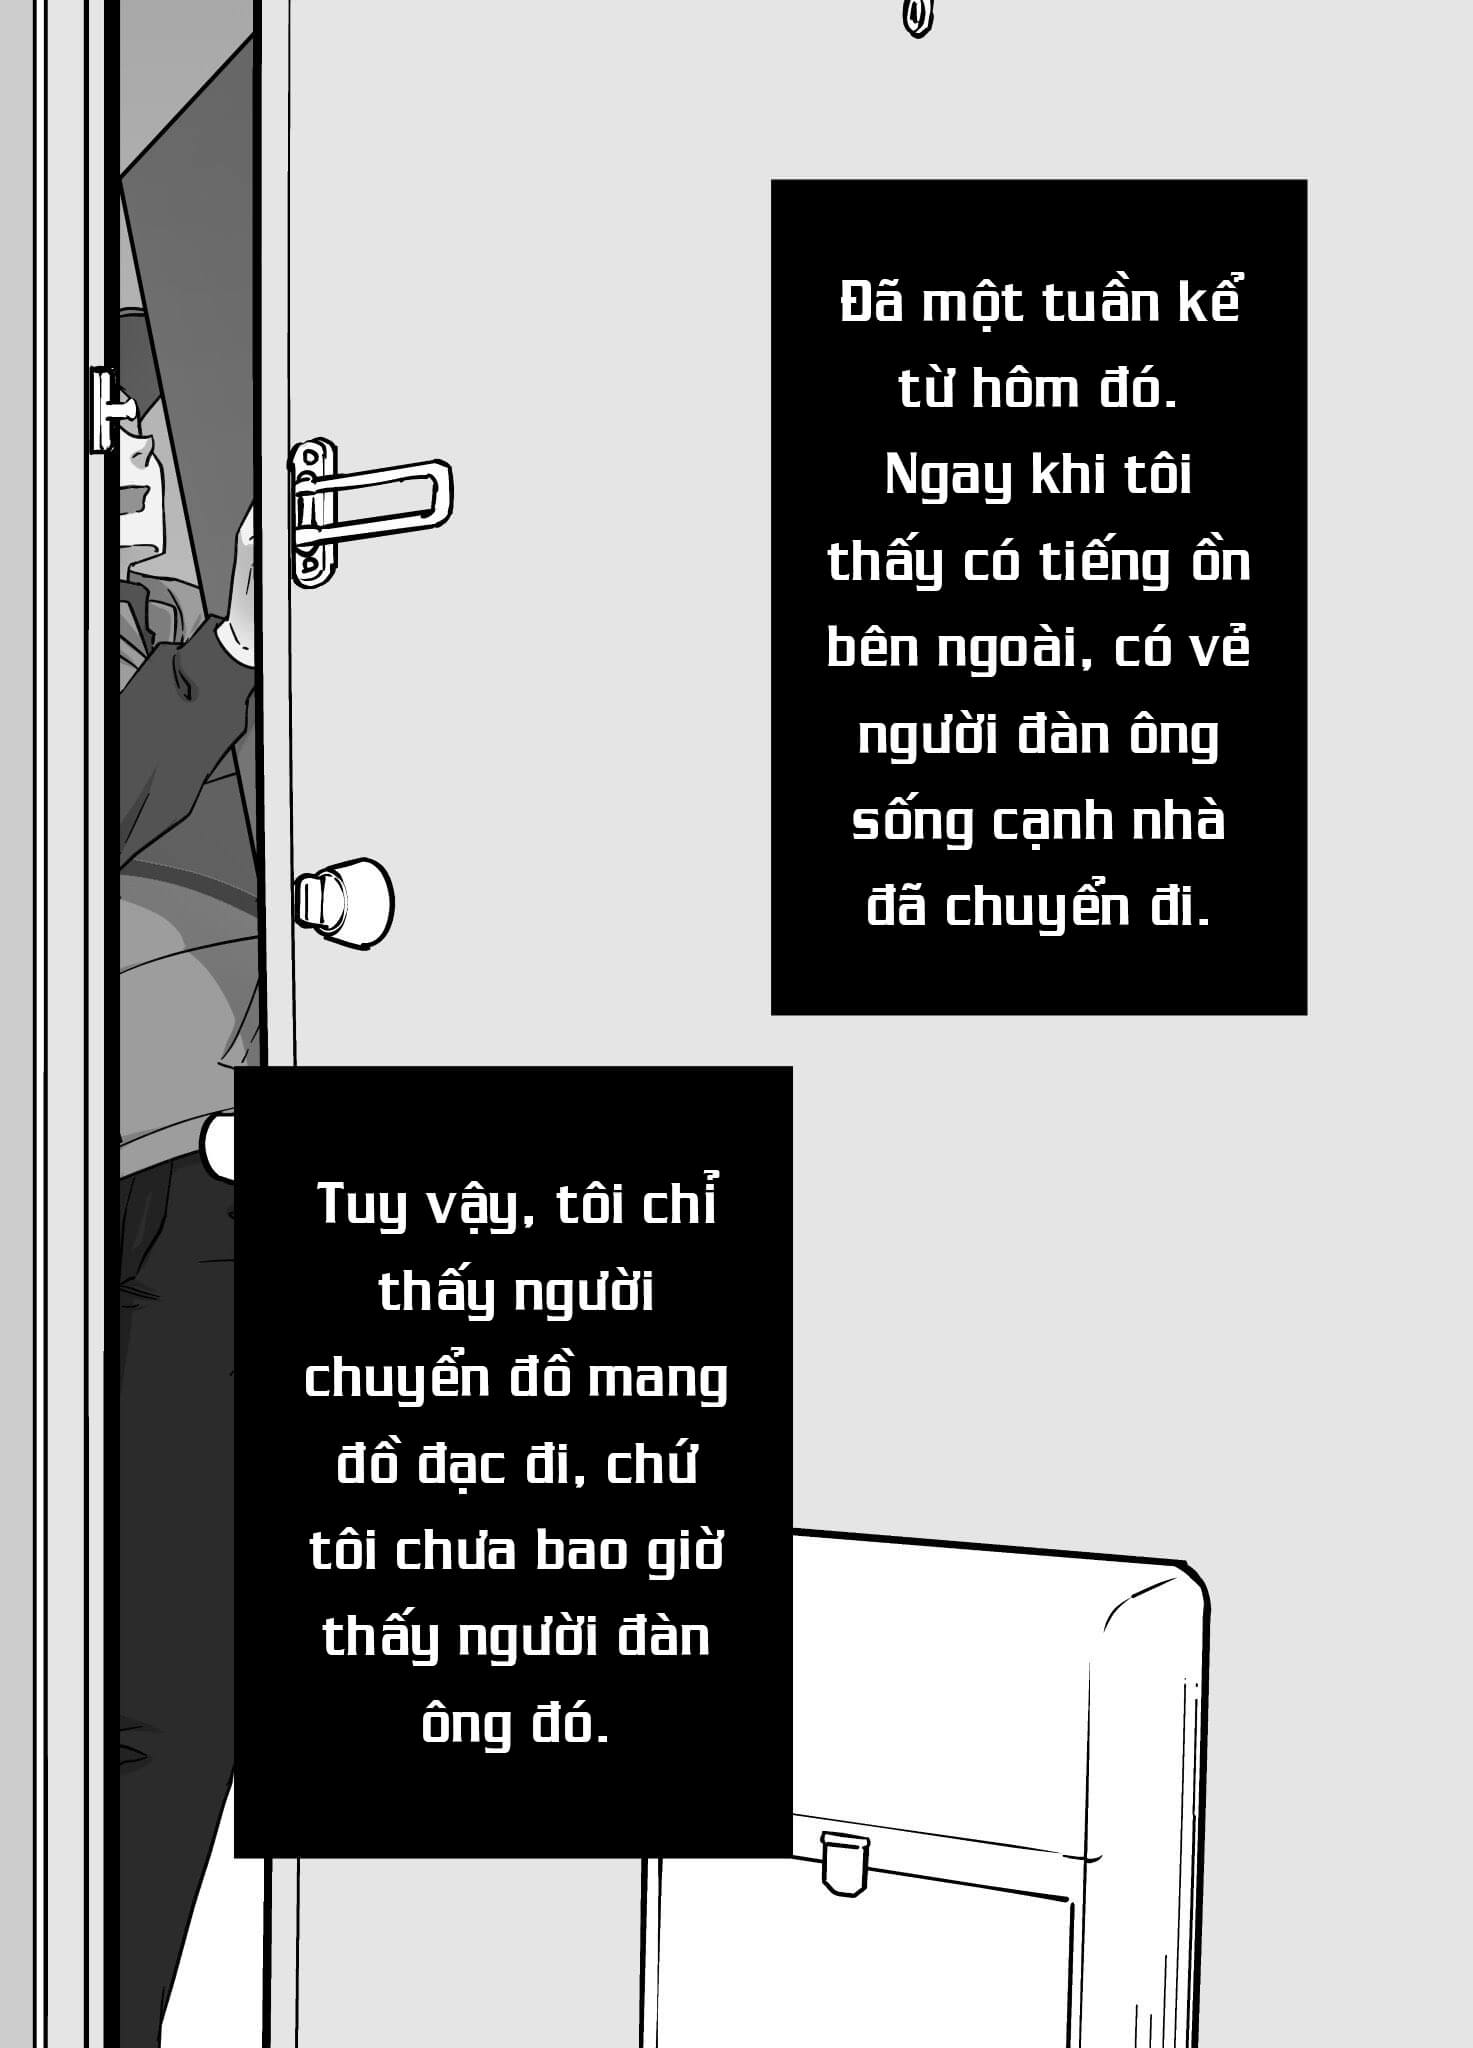 Đã một tuần kể
từ hôm đó.
Ngay khi tôi
thấy có tiếng ồn
bên ngoài, có vẻ
người đàn ông
sống cạnh nhà
đã chuyển đi.
Tuy vậy, tôi chỉ
thấy người
chuyển đồ mang
đồ đạc đi, chứ
tôi chưa bao giờ
thấy người đàn
ông đó.